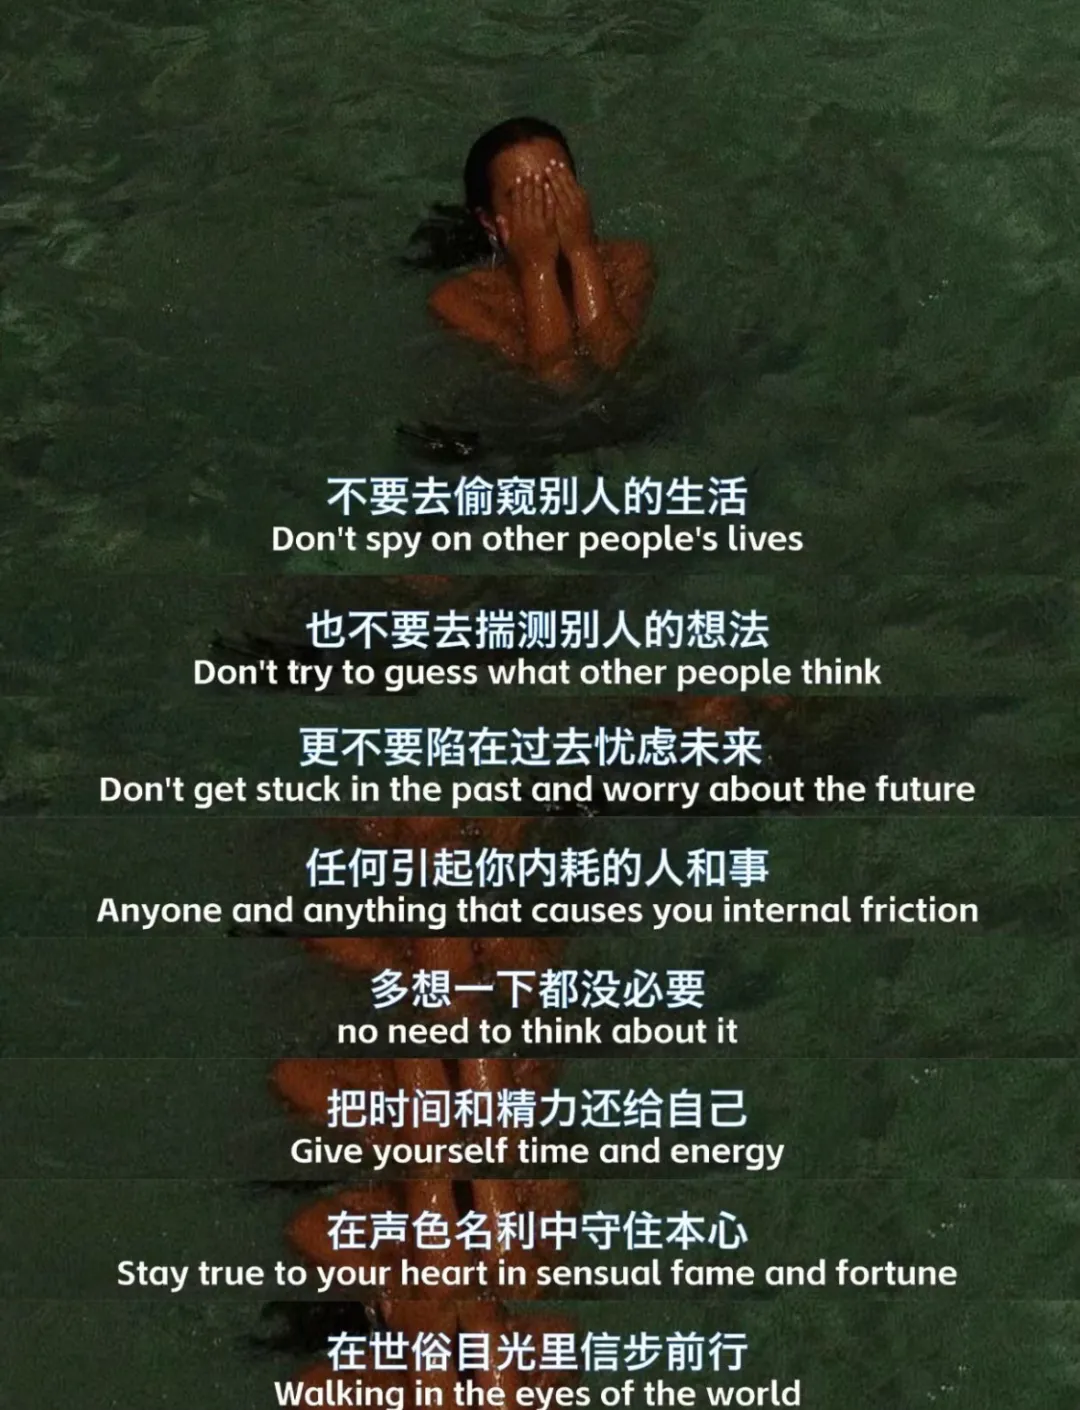 不要去偷窥别人的生活
Don't spy on other people's lives
也不要去揣测别人的想法
Don't try to guess what other people think
更不要陷在过去忧虑未来
Don't get stuck in the past and worry about the future
任何引起你内耗的人和事
Anyone and anything that causes you internal friction
多想一下都没必要
no need to think about it
把时间和精力还给自己
Give yourself time and energy
在声色名利中守住本心
Stay true to your heart in sensual fame and fortune
在世俗目光里信步前行
Walking in the eyes of the world